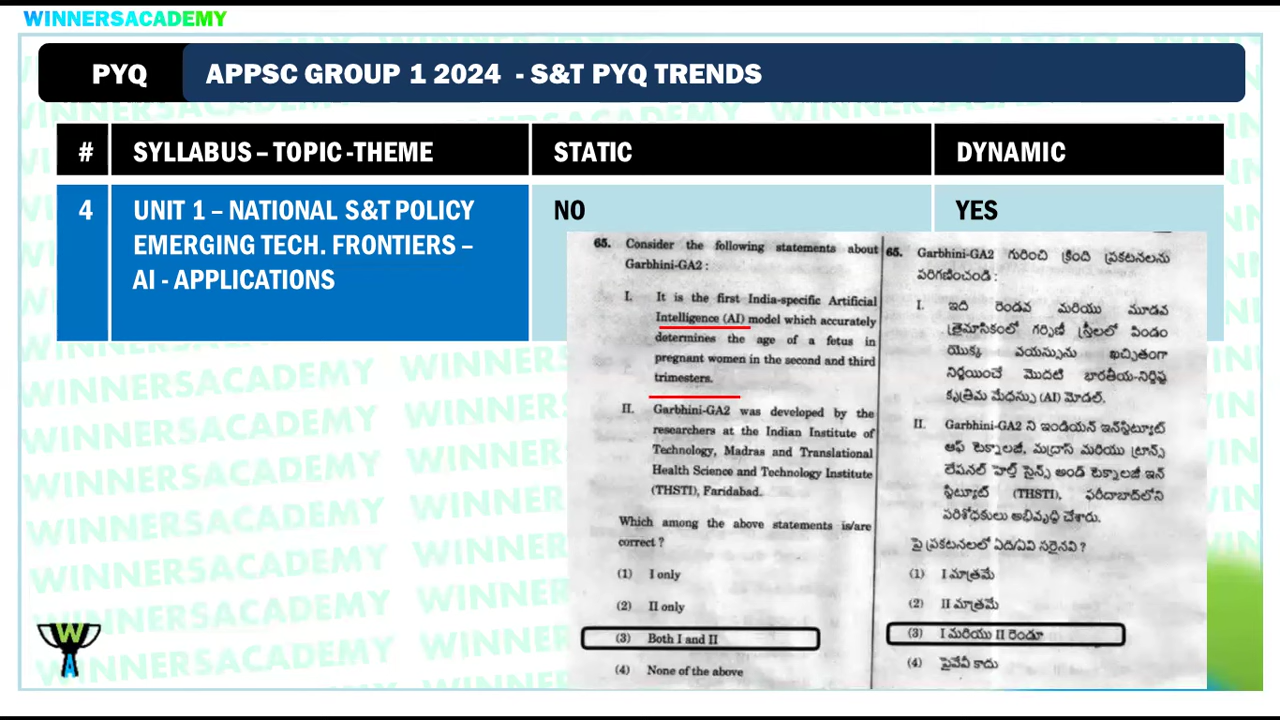 WINNERSACADEMY
PYQ
APPSC GROUP 1 2024 - S&T PYQ TRENDS
#
SYLLABUS – TOPIC -THEME
STATIC
DYNAMIC
4
UNIT 1 – NATIONAL S&T POLICY
EMERGING TECH. FRONTIERS –
AI - APPLICATIONS
NO
YES
65. Consider the following statements about
Garbhini-GA2 :
I. It is the first India-specific Artificial
Intelligence (AI) model which accurately
determines the age of a fetus in
pregnant women in the second and third
trimesters.
II. Garbhini-GA2 was developed by the
researchers at the Indian Institute of
Technology, Madras and Translational
Health Science and Technology Institute
(THSTI), Faridabad.
Which among the above statements is/are
correct ?
(1) I only
(2) II only
(3) Both I and II
(4) None of the above
65. Garbhini-GA2 గురించి క్రింది ప్రకటనలను
పరిగణించండి :
I. ఇది రెండవ మరియు మూడవ
త్రైమాసికంలో గర్భిణీ స్త్రీలలో పిండం
యొక్క వయస్సును ఖచ్చితంగా
నిర్ణయించే మొదటి భారతీయ-నిర్దిష్ట
కృత్రిమ మేధస్సు (AI) మోడల్.
II. Garbhini-GA2 ని ఇండియన్ ఇన్‌స్టిట్యూట్
ఆఫ్ టెక్నాలజీ, మద్రాస్ మరియు ట్రాన్స్
లేషనల్ హెల్త్ సైన్స్ అండ్ టెక్నాలజీ ఇన్
స్టిట్యూట్ (THSTI), ఫరీదాబాద్‌లోని
పరిశోధకులు అభివృద్ధి చేశారు.
పై ప్రకటనలలో ఏది/ఏవి సరైనవి ?
(1) I మాత్రమే
(2) II మాత్రమే
(3) I మరియు II రెండూ
(4) పైవేవీ కాదు
W
A